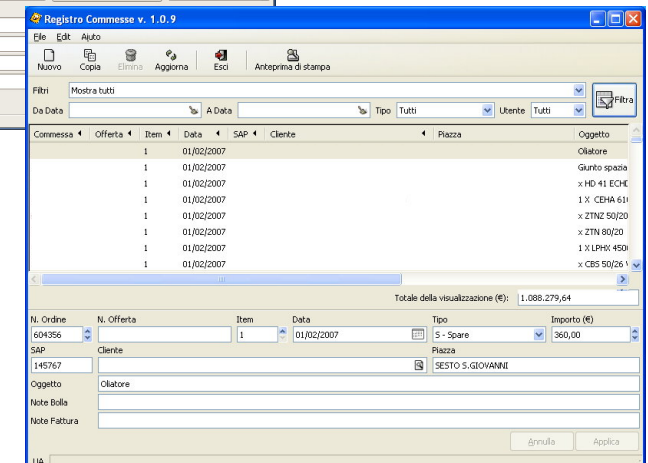 Registro Commesse v. 1.0.9
File Edit Aiuto
Nuovo Copia Elimina Aggiorna Esci Anteprima di stampa
Filtri Mostra tutti
Filtra
Da Data A Data Tipo Tutti Utente Tutti
Commessa Offerta Item Data SAP Cliente Piazza Oggetto
1 01/02/2007 Oliatore
1 01/02/2007 Giunto spazia
1 01/02/2007 x HD 41 ECHD
1 01/02/2007 1 X CEHA 61
1 01/02/2007 x ZTNZ 50/20
1 01/02/2007 x ZTN 80/20
1 01/02/2007 1 X LPHX 450
1 01/02/2007 x CBS 50/26
Totale della visualizzazione (€): 1.088.279,64
N. Ordine N. Offerta Item Data Tipo Importo (€)
604356 1 01/02/2007 S - Spare 360,00
SAP Cliente Piazza
145767 SESTO S.GIOVANNI
Oggetto Oliatore
Note Bolla
Note Fattura
Annulla Applica
UA